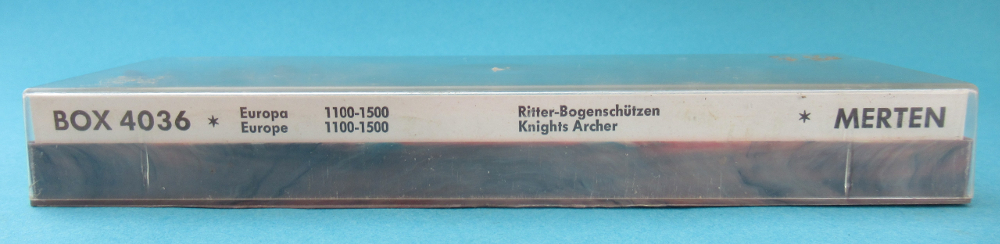 BOX 4036 * Europa 1100-1500 Ritter-Bogenschützen * MERTEN
Europe 1100-1500 Knights Archer